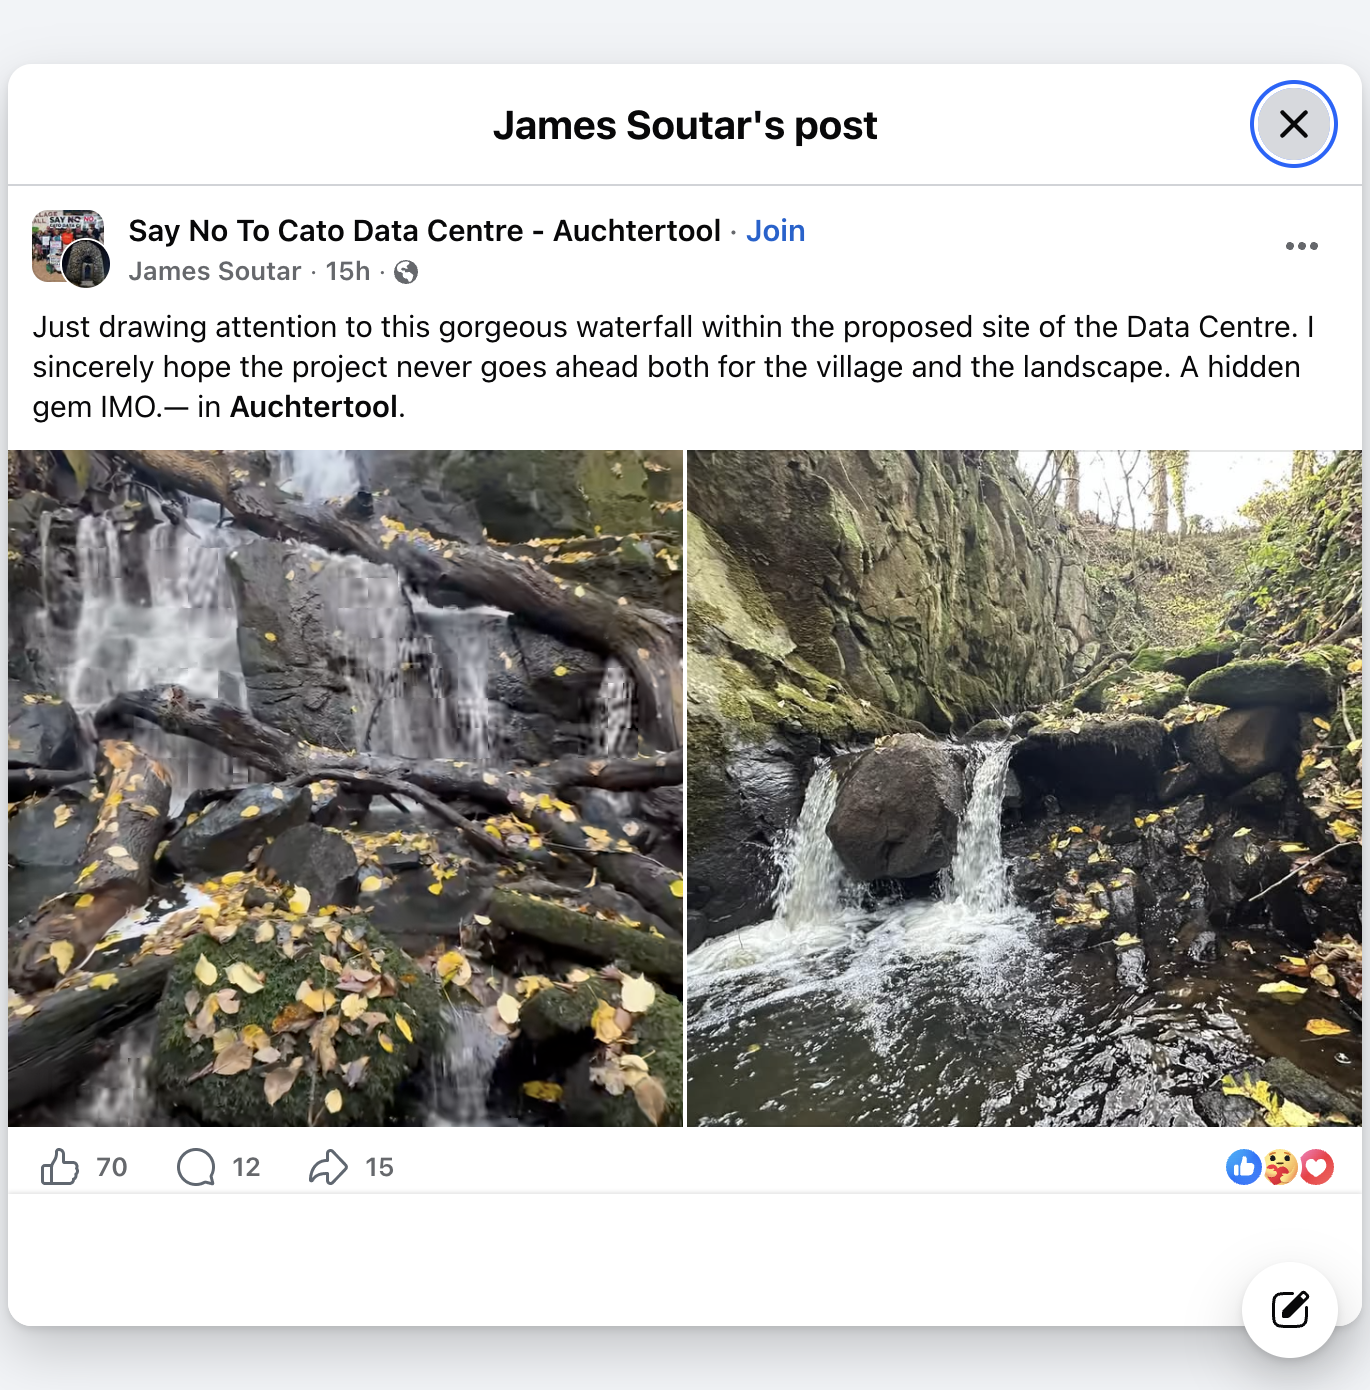 James Soutar's post
SAY NO
Say No To Cato Data Centre - Auchtertool · Join
James Soutar · 15h ·
Just drawing attention to this gorgeous waterfall within the proposed site of the Data Centre. I
sincerely hope the project never goes ahead both for the village and the landscape. A hidden
gem IMO.— in Auchtertool.
70 12 15